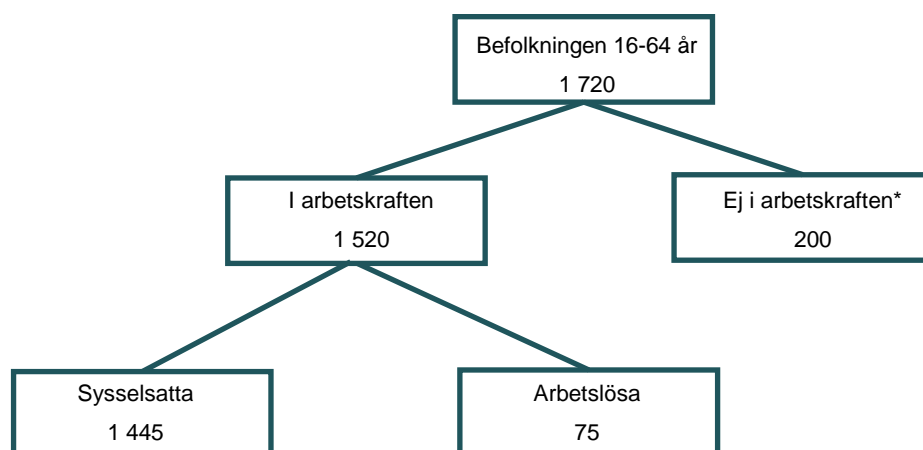 Befolkningen 16-64 år
1 720
I arbetskraften
1 520
Ej i arbetskraften*
200
Sysselsatta
1 445
Arbetslösa
75